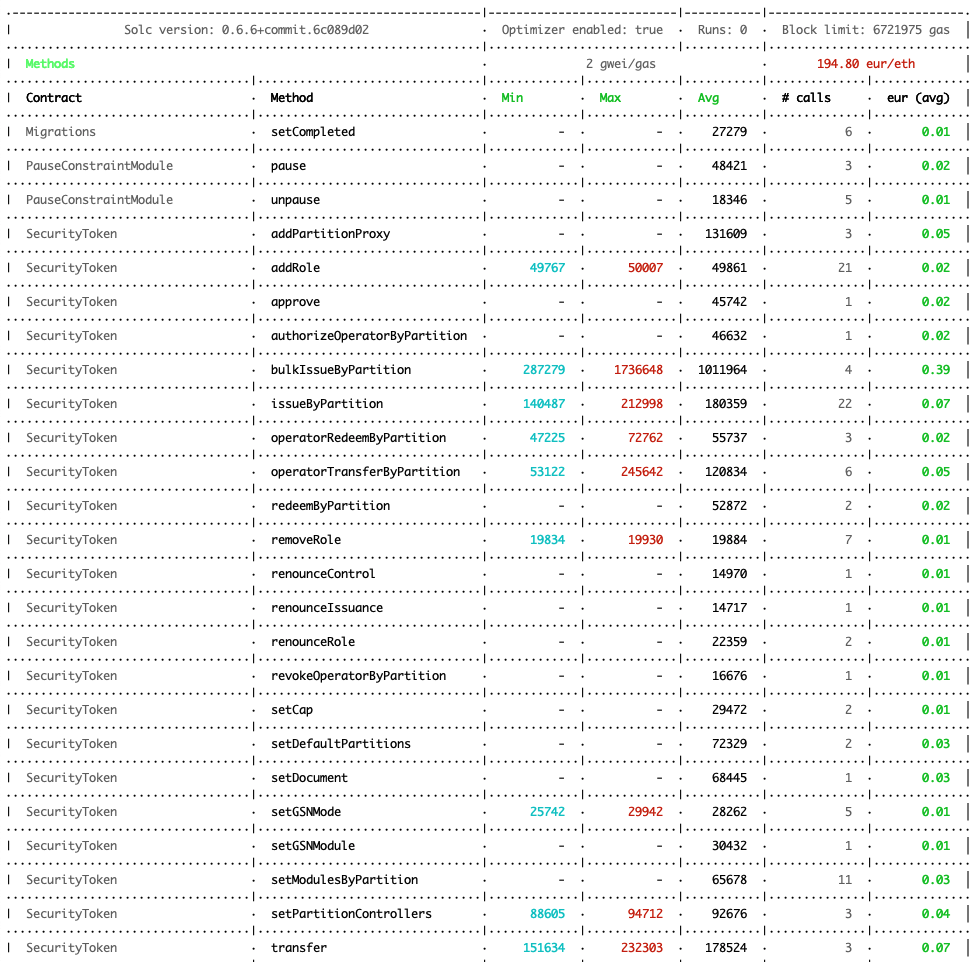 Solc version: 0.6.6+commit.6c089d02 · Optimizer enabled: true · Runs: 0 · Block limit: 6721975 gas
Methods · 2 gwei/gas · 194.80 eur/eth
Contract · Method · Min · Max · Avg · # calls · eur (avg)
Migrations · setCompleted · - · - · 27279 · 6 · 0.01
PauseConstraintModule · pause · - · - · 48421 · 3 · 0.02
PauseConstraintModule · unpause · - · - · 18346 · 5 · 0.01
SecurityToken · addPartitionProxy · - · - · 131609 · 3 · 0.05
SecurityToken · addRole · 49767 · 50007 · 49861 · 21 · 0.02
SecurityToken · approve · - · - · 45742 · 1 · 0.02
SecurityToken · authorizeOperatorByPartition · - · - · 46632 · 1 · 0.02
SecurityToken · bulkIssueByPartition · 287279 · 1736648 · 1011964 · 4 · 0.39
SecurityToken · issueByPartition · 140487 · 212998 · 180359 · 22 · 0.07
SecurityToken · operatorRedeemByPartition · 47225 · 72762 · 55737 · 3 · 0.02
SecurityToken · operatorTransferByPartition · 53122 · 245642 · 120834 · 6 · 0.05
SecurityToken · redeemByPartition · - · - · 52872 · 2 · 0.02
SecurityToken · removeRole · 19834 · 19930 · 19884 · 7 · 0.01
SecurityToken · renounceControl · - · - · 14970 · 1 · 0.01
SecurityToken · renounceIssuance · - · - · 14717 · 1 · 0.01
SecurityToken · renounceRole · - · - · 22359 · 2 · 0.01
SecurityToken · revokeOperatorByPartition · - · - · 16676 · 1 · 0.01
SecurityToken · setCap · - · - · 29472 · 2 · 0.01
SecurityToken · setDefaultPartitions · - · - · 72329 · 2 · 0.03
SecurityToken · setDocument · - · - · 68445 · 1 · 0.03
SecurityToken · setGSNMode · 25742 · 29942 · 28262 · 5 · 0.01
SecurityToken · setGSNModule · - · - · 30432 · 1 · 0.01
SecurityToken · setModulesByPartition · - · - · 65678 · 11 · 0.03
SecurityToken · setPartitionControllers · 88605 · 94712 · 92676 · 3 · 0.04
SecurityToken · transfer · 151634 · 232303 · 178524 · 3 · 0.07